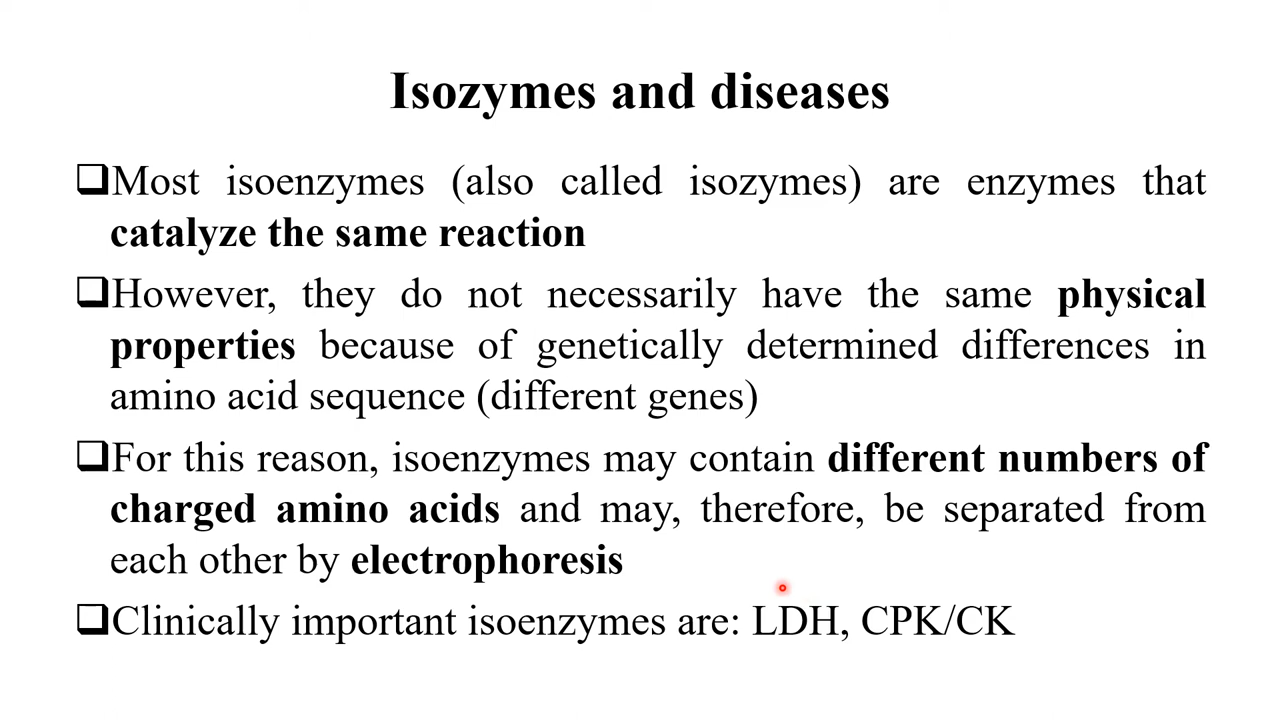 Isozymes and diseases
❑Most isoenzymes (also called isozymes) are enzymes that
catalyze the same reaction
❑However, they do not necessarily have the same physical
properties because of genetically determined differences in
amino acid sequence (different genes)
❑For this reason, isoenzymes may contain different numbers of
charged amino acids and may, therefore, be separated from
each other by electrophoresis
❑Clinically important isoenzymes are: LDH, CPK/CK